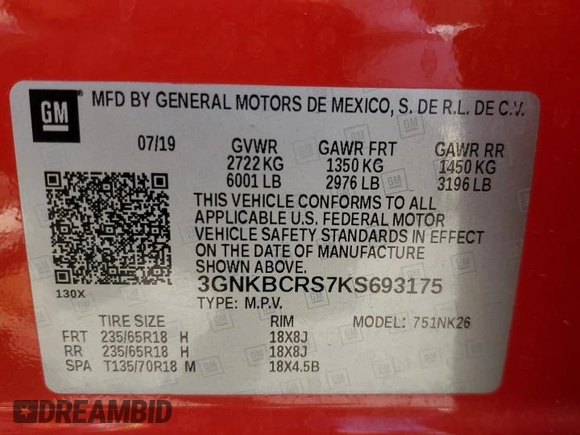 GM
MFD BY GENERAL MOTORS DE MEXICO, S. DE R.L. DE C.V.
07/19 GVWR GAWR FRT GAWR RR
2722 KG 1350 KG 1450 KG
6001 LB 2976 LB 3196 LB
THIS VEHICLE CONFORMS TO ALL
APPLICABLE U.S. FEDERAL MOTOR
VEHICLE SAFETY STANDARDS IN EFFECT
ON THE DATE OF MANUFACTURE
3GNKBCRS7KS693175
130X TYPE: M.P.V.
TIRE SIZE RIM MODEL: 751NK26
FRT 235/65R18 H 18X8J
RR 235/65R18 H 18X8J
SPA T135/70R18 M 18X4.5B
DREAMBID